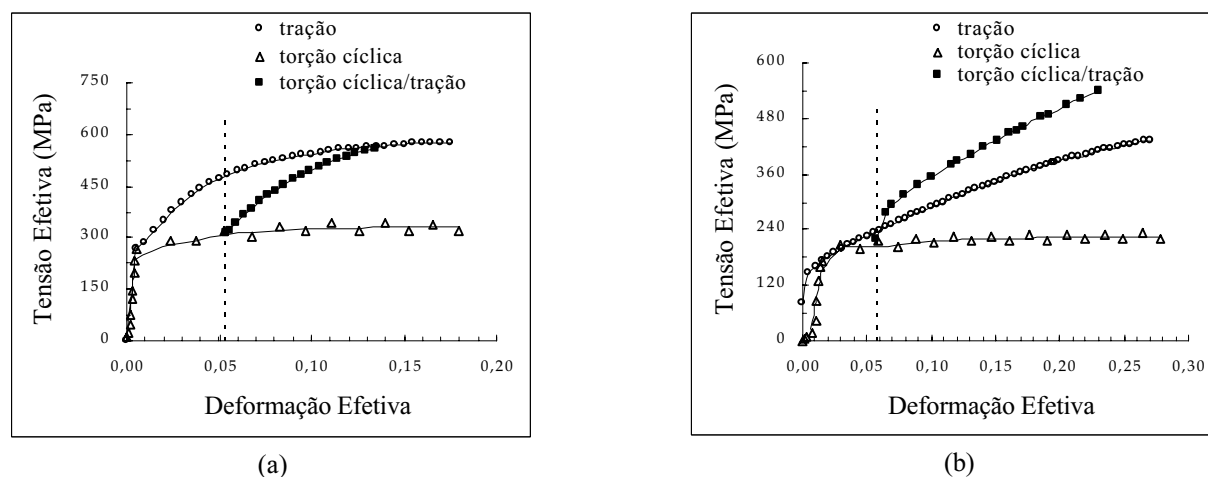 tração
torção cíclica
torção cíclica/tração
750
600
450
300
150
0
0,00
0,05
0,10
0,15
0,20
Tensão Efetiva (MPa)
Deformação Efetiva
(a)
tração
torção cíclica
torção cíclica/tração
600
480
360
240
120
0
0,00
0,05
0,10
0,15
0,20
0,25
0,30
Tensão Efetiva (MPa)
Deformação Efetiva
(b)